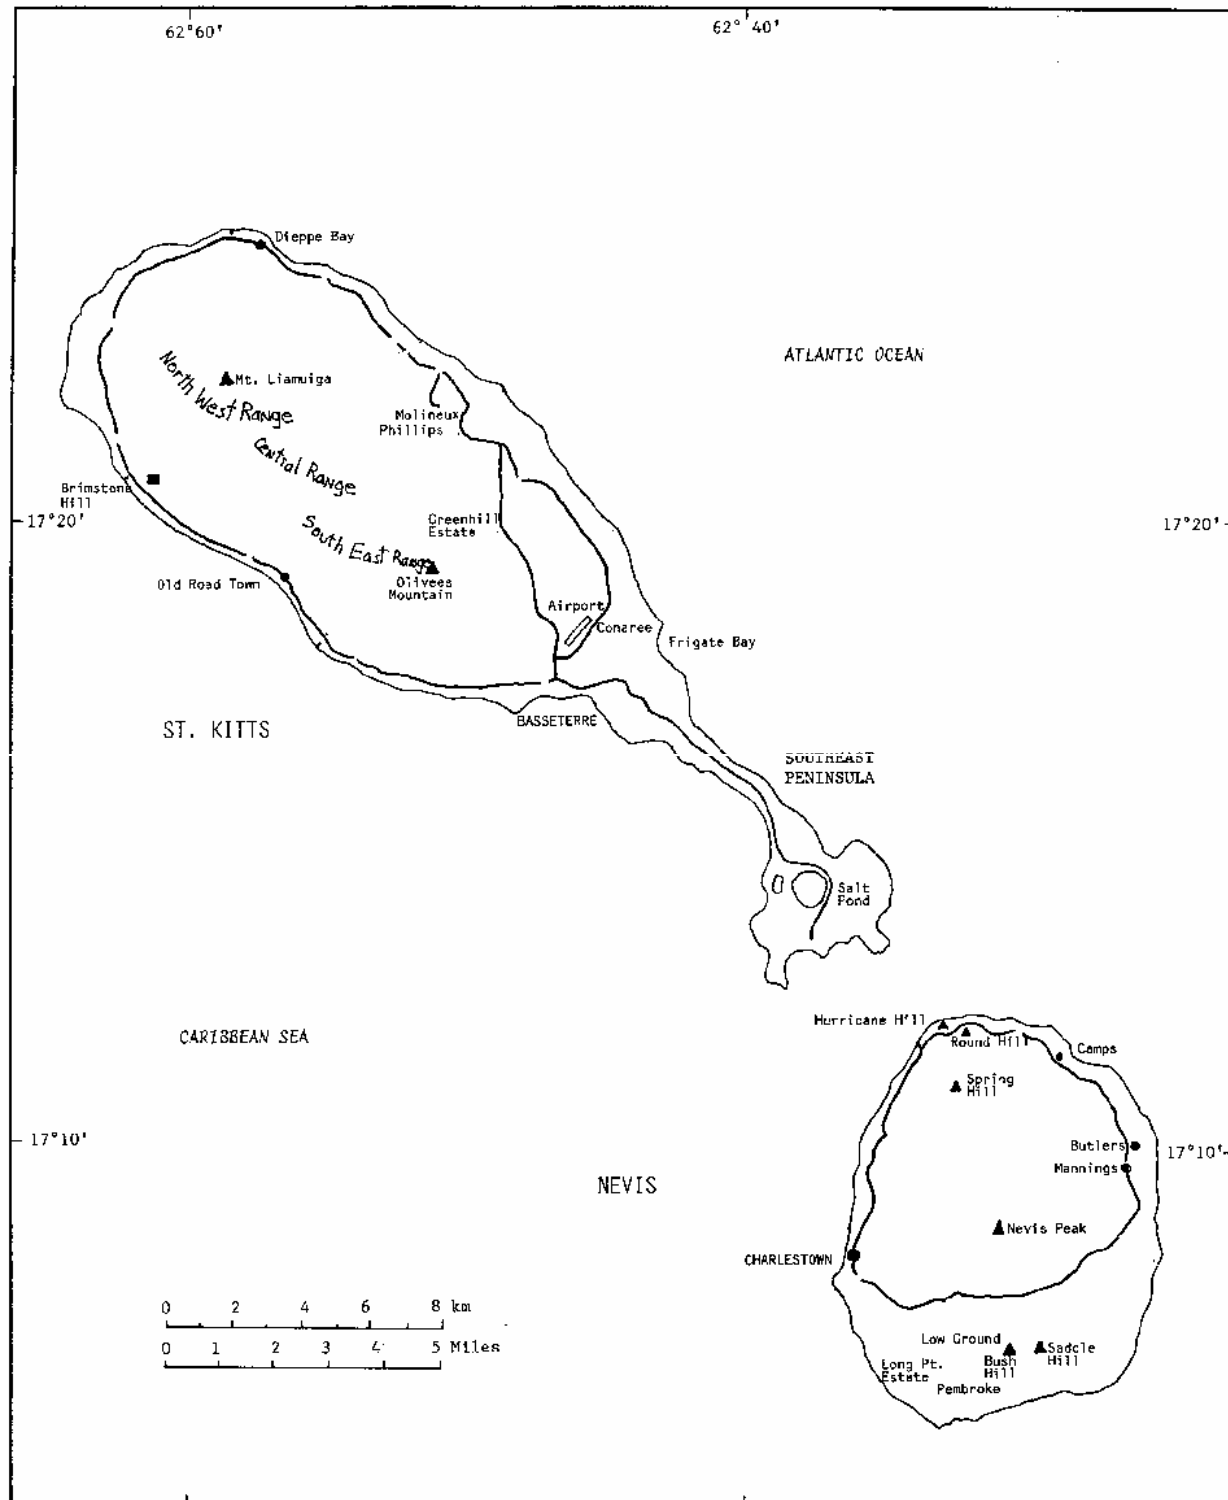 62°60'
62°40'
Dieppe Bay
ATLANTIC OCEAN
North West Range
Mt. Liamuiga
Molineux
Phillips
Central Range
Brimstone
Hill
17°20'
Greenhill
Estate
17°20'
South East Range
Old Road Town
Olivees
Mountain
Airport
Conaree
Frigate Bay
BASSETERRE
ST. KITTS
SOUTHEAST
PENINSULA
Salt
Pond
Hurricane Hill
CARIBBEAN SEA
Round Hill
Camps
Spring
Hill
17°10'
Butlers
17°10'
Mannings
NEVIS
Nevis Peak
CHARLESTOWN
0 2 4 6 8 km
0 1 2 3 4 5 Miles
Low Ground
Long Pt.
Estate
Bush
Hill
Saddle
Hill
Pembroke